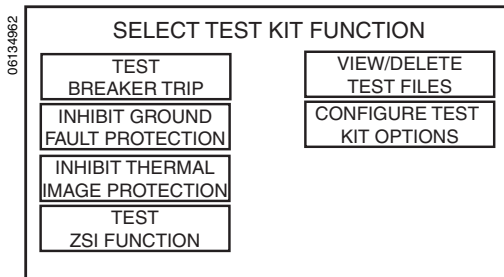 06134962
SELECT TEST KIT FUNCTION
TEST
BREAKER TRIP
INHIBIT GROUND
FAULT PROTECTION
INHIBIT THERMAL
IMAGE PROTECTION
TEST
ZSI FUNCTION
VIEW/DELETE
TEST FILES
CONFIGURE TEST
KIT OPTIONS